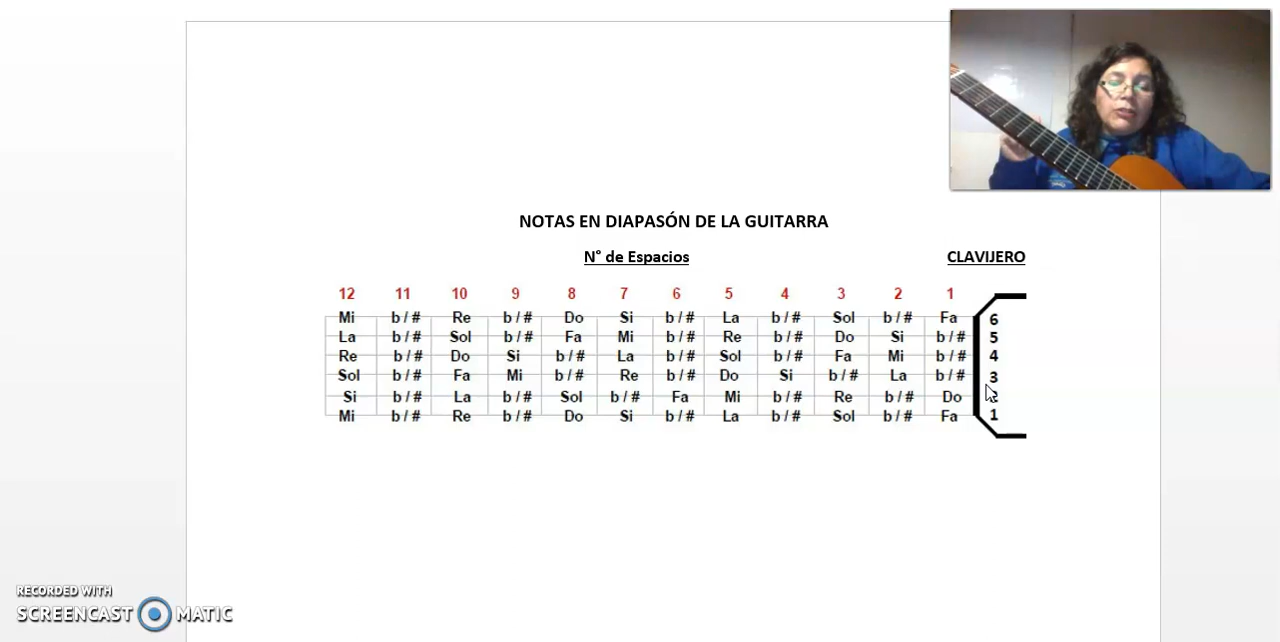 NOTAS EN DIAPASÓN DE LA GUITARRA
N° de Espacios CLAVIJERO
12 11 10 9 8 7 6 5 4 3 2 1
Mi b / # Re b / # Do Si b / # La b / # Sol b / # Fa 6
La b / # Sol b / # Fa Mi b / # Re b / # Do Si b / # 5
Re b / # Do Si b / # La b / # Sol b / # Fa Mi b / # 4
Sol b / # Fa Mi b / # Re b / # Do Si b / # La b / # 3
Si b / # La b / # Sol b / # Fa Mi b / # Re b / # Do 2
Mi b / # Re b / # Do Si b / # La b / # Sol b / # Fa 1
RECORDED WITH
SCREENCAST MATIC